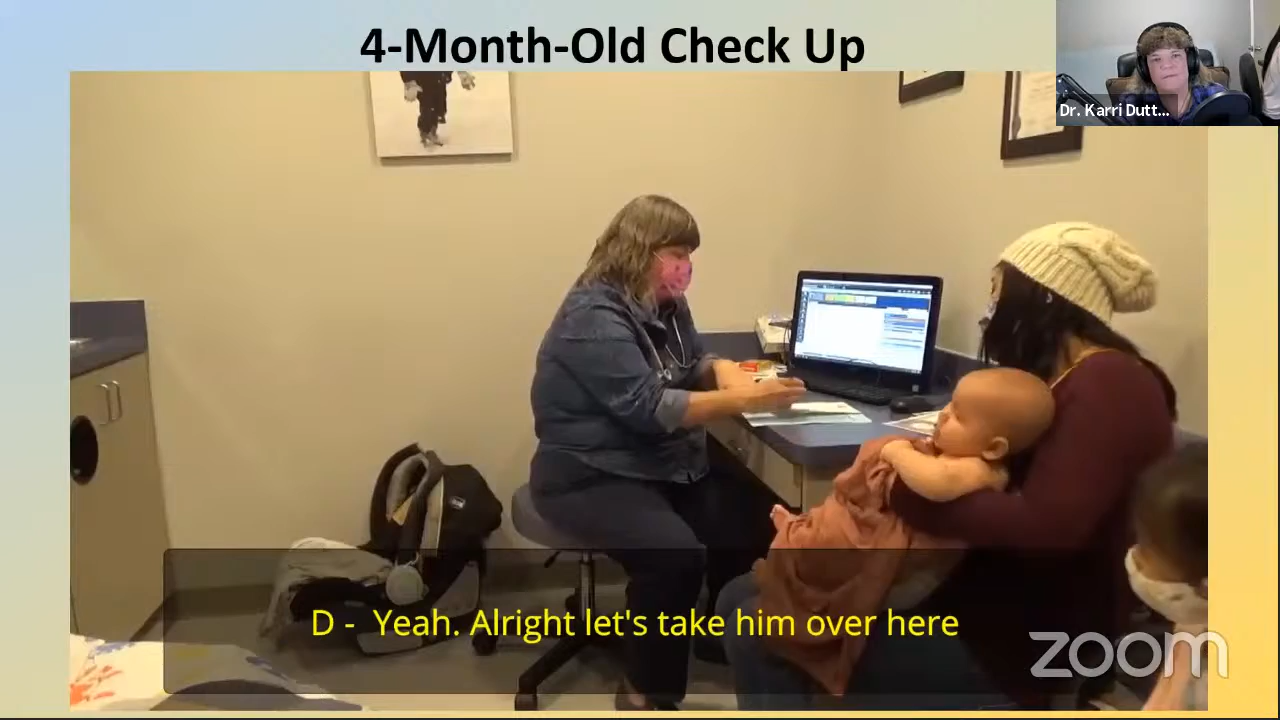 4-Month-Old Check Up
Dr. Karri Dutt...
D - Yeah. Alright let's take him over here
zoom